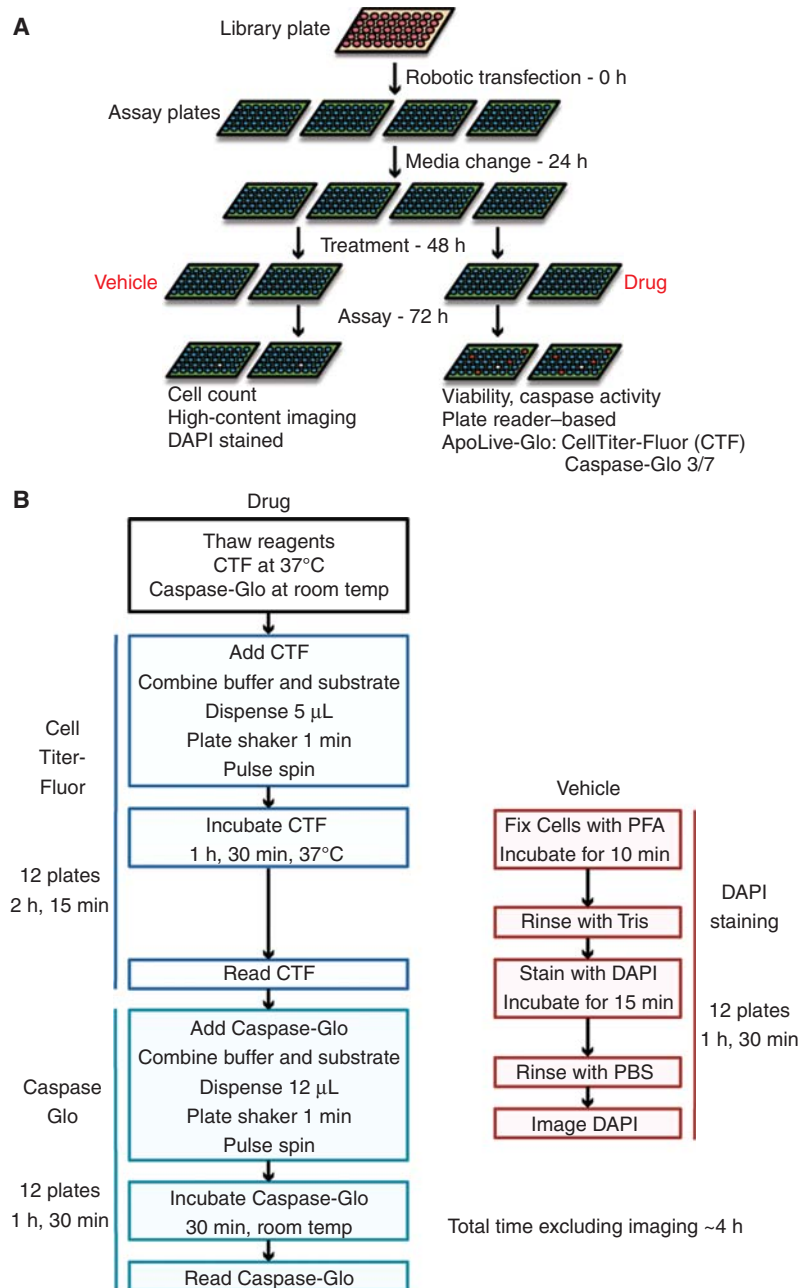 A
Library plate
Robotic transfection - 0 h
Assay plates
Media change - 24 h
Treatment - 48 h
Vehicle
Drug
Assay - 72 h
Cell count
High-content imaging
DAPI stained
Viability, caspase activity
Plate reader–based
ApoLive-Glo: CellTiter-Fluor (CTF)
Caspase-Glo 3/7
B
Drug
Thaw reagents
CTF at 37°C
Caspase-Glo at room temp
Cell
Titer-
Fluor
12 plates
2 h, 15 min
Add CTF
Combine buffer and substrate
Dispense 5 μL
Plate shaker 1 min
Pulse spin
Incubate CTF
1 h, 30 min, 37°C
Read CTF
Caspase
Glo
12 plates
1 h, 30 min
Add Caspase-Glo
Combine buffer and substrate
Dispense 12 μL
Plate shaker 1 min
Pulse spin
Incubate Caspase-Glo
30 min, room temp
Read Caspase-Glo
Vehicle
Fix Cells with PFA
Incubate for 10 min
Rinse with Tris
Stain with DAPI
Incubate for 15 min
Rinse with PBS
Image DAPI
DAPI
staining
12 plates
1 h, 30 min
Total time excluding imaging ~4 h